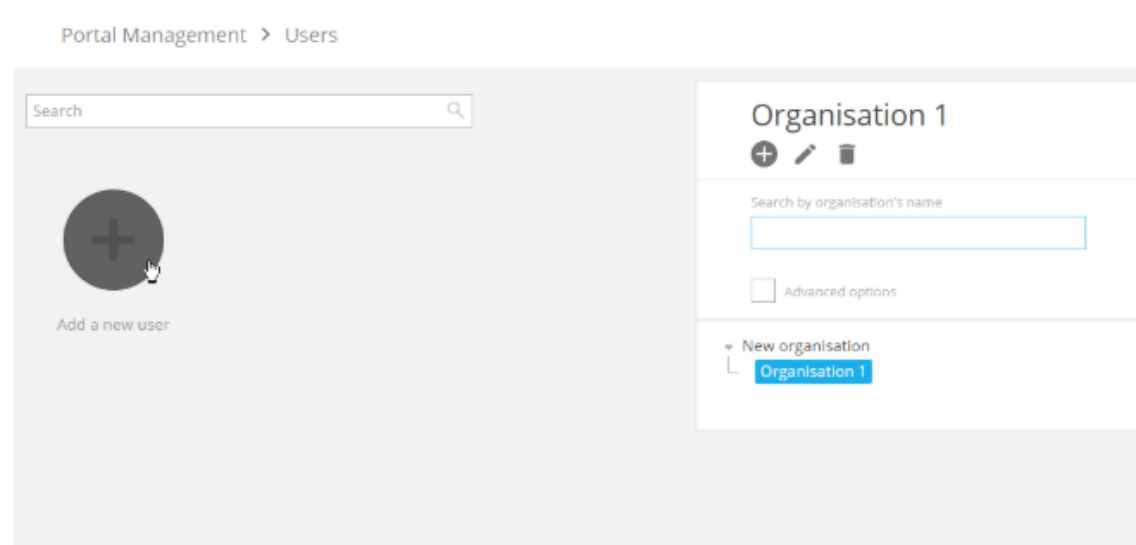 Portal Management > Users
Search
Add a new user
Organisation 1
Search by organisation's name
Advanced options
New organisation
Organisation 1